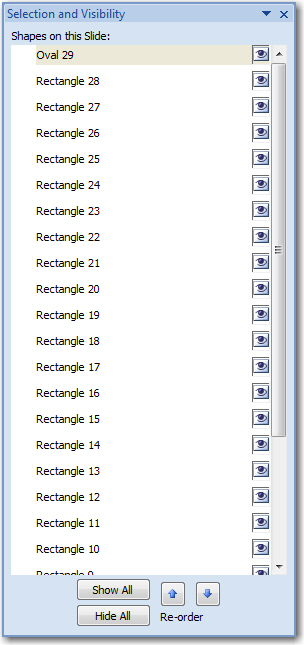 Selection and Visibility
Shapes on this Slide:
Oval 29
Rectangle 28
Rectangle 27
Rectangle 26
Rectangle 25
Rectangle 24
Rectangle 23
Rectangle 22
Rectangle 21
Rectangle 20
Rectangle 19
Rectangle 18
Rectangle 17
Rectangle 16
Rectangle 15
Rectangle 14
Rectangle 13
Rectangle 12
Rectangle 11
Rectangle 10
Rectangle 9
Show All
Hide All
Re-order